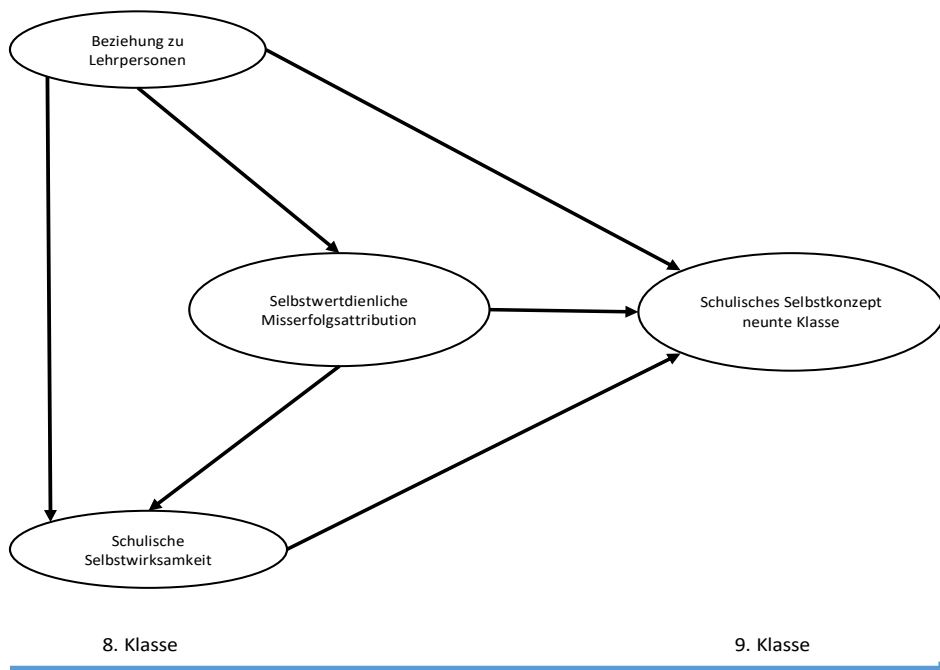 Beziehung zu
Lehrpersonen
Selbstwertdienliche
Misserfolgsattribution
Schulisches Selbstkonzept
neunte Klasse
Schulische
Selbstwirksamkeit
8. Klasse
9. Klasse